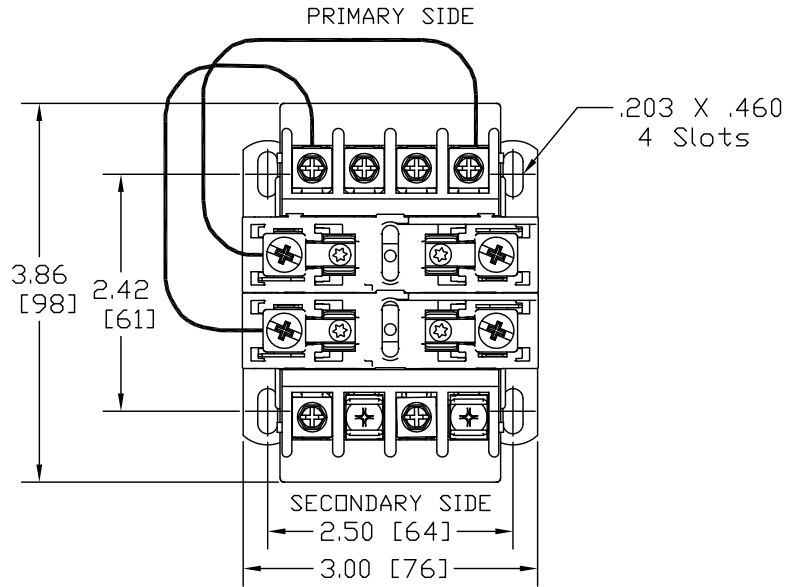 PRIMARY SIDE
.203 X .460
4 Slots
3.86
[98]
2.42
[61]
SECONDARY SIDE
2.50 [64]
3.00 [76]